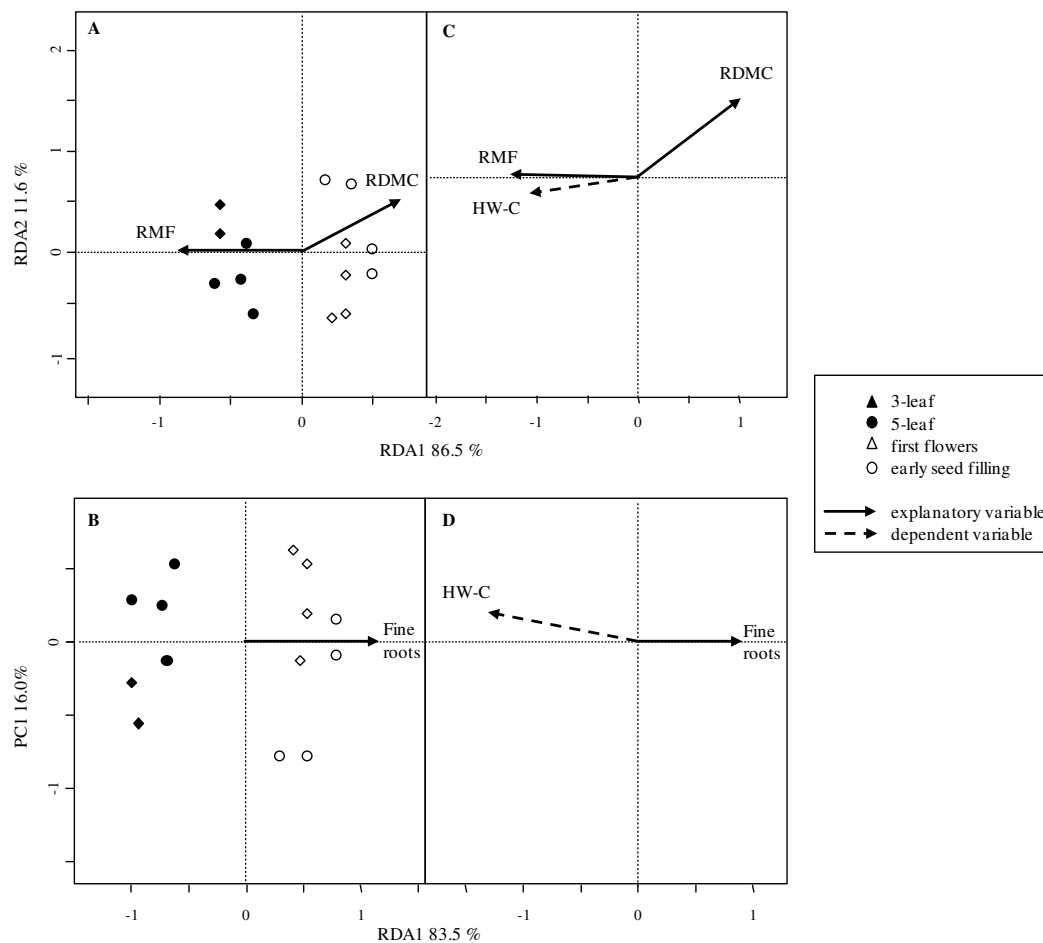 A
C
2
RDMC
RDA2 11.6 %
1
RMF
RDMC
HW-C
RMF
0
-1
-1
0
-2
-1
0
1
RDA1 86.5 %
3-leaf
5-leaf
first flowers
early seed filling
explanatory variable
dependent variable
B
D
HW-C
PC1 16.0%
0
Fine
roots
Fine
roots
-1
-1
0
1
-1
0
1
RDA1 83.5 %